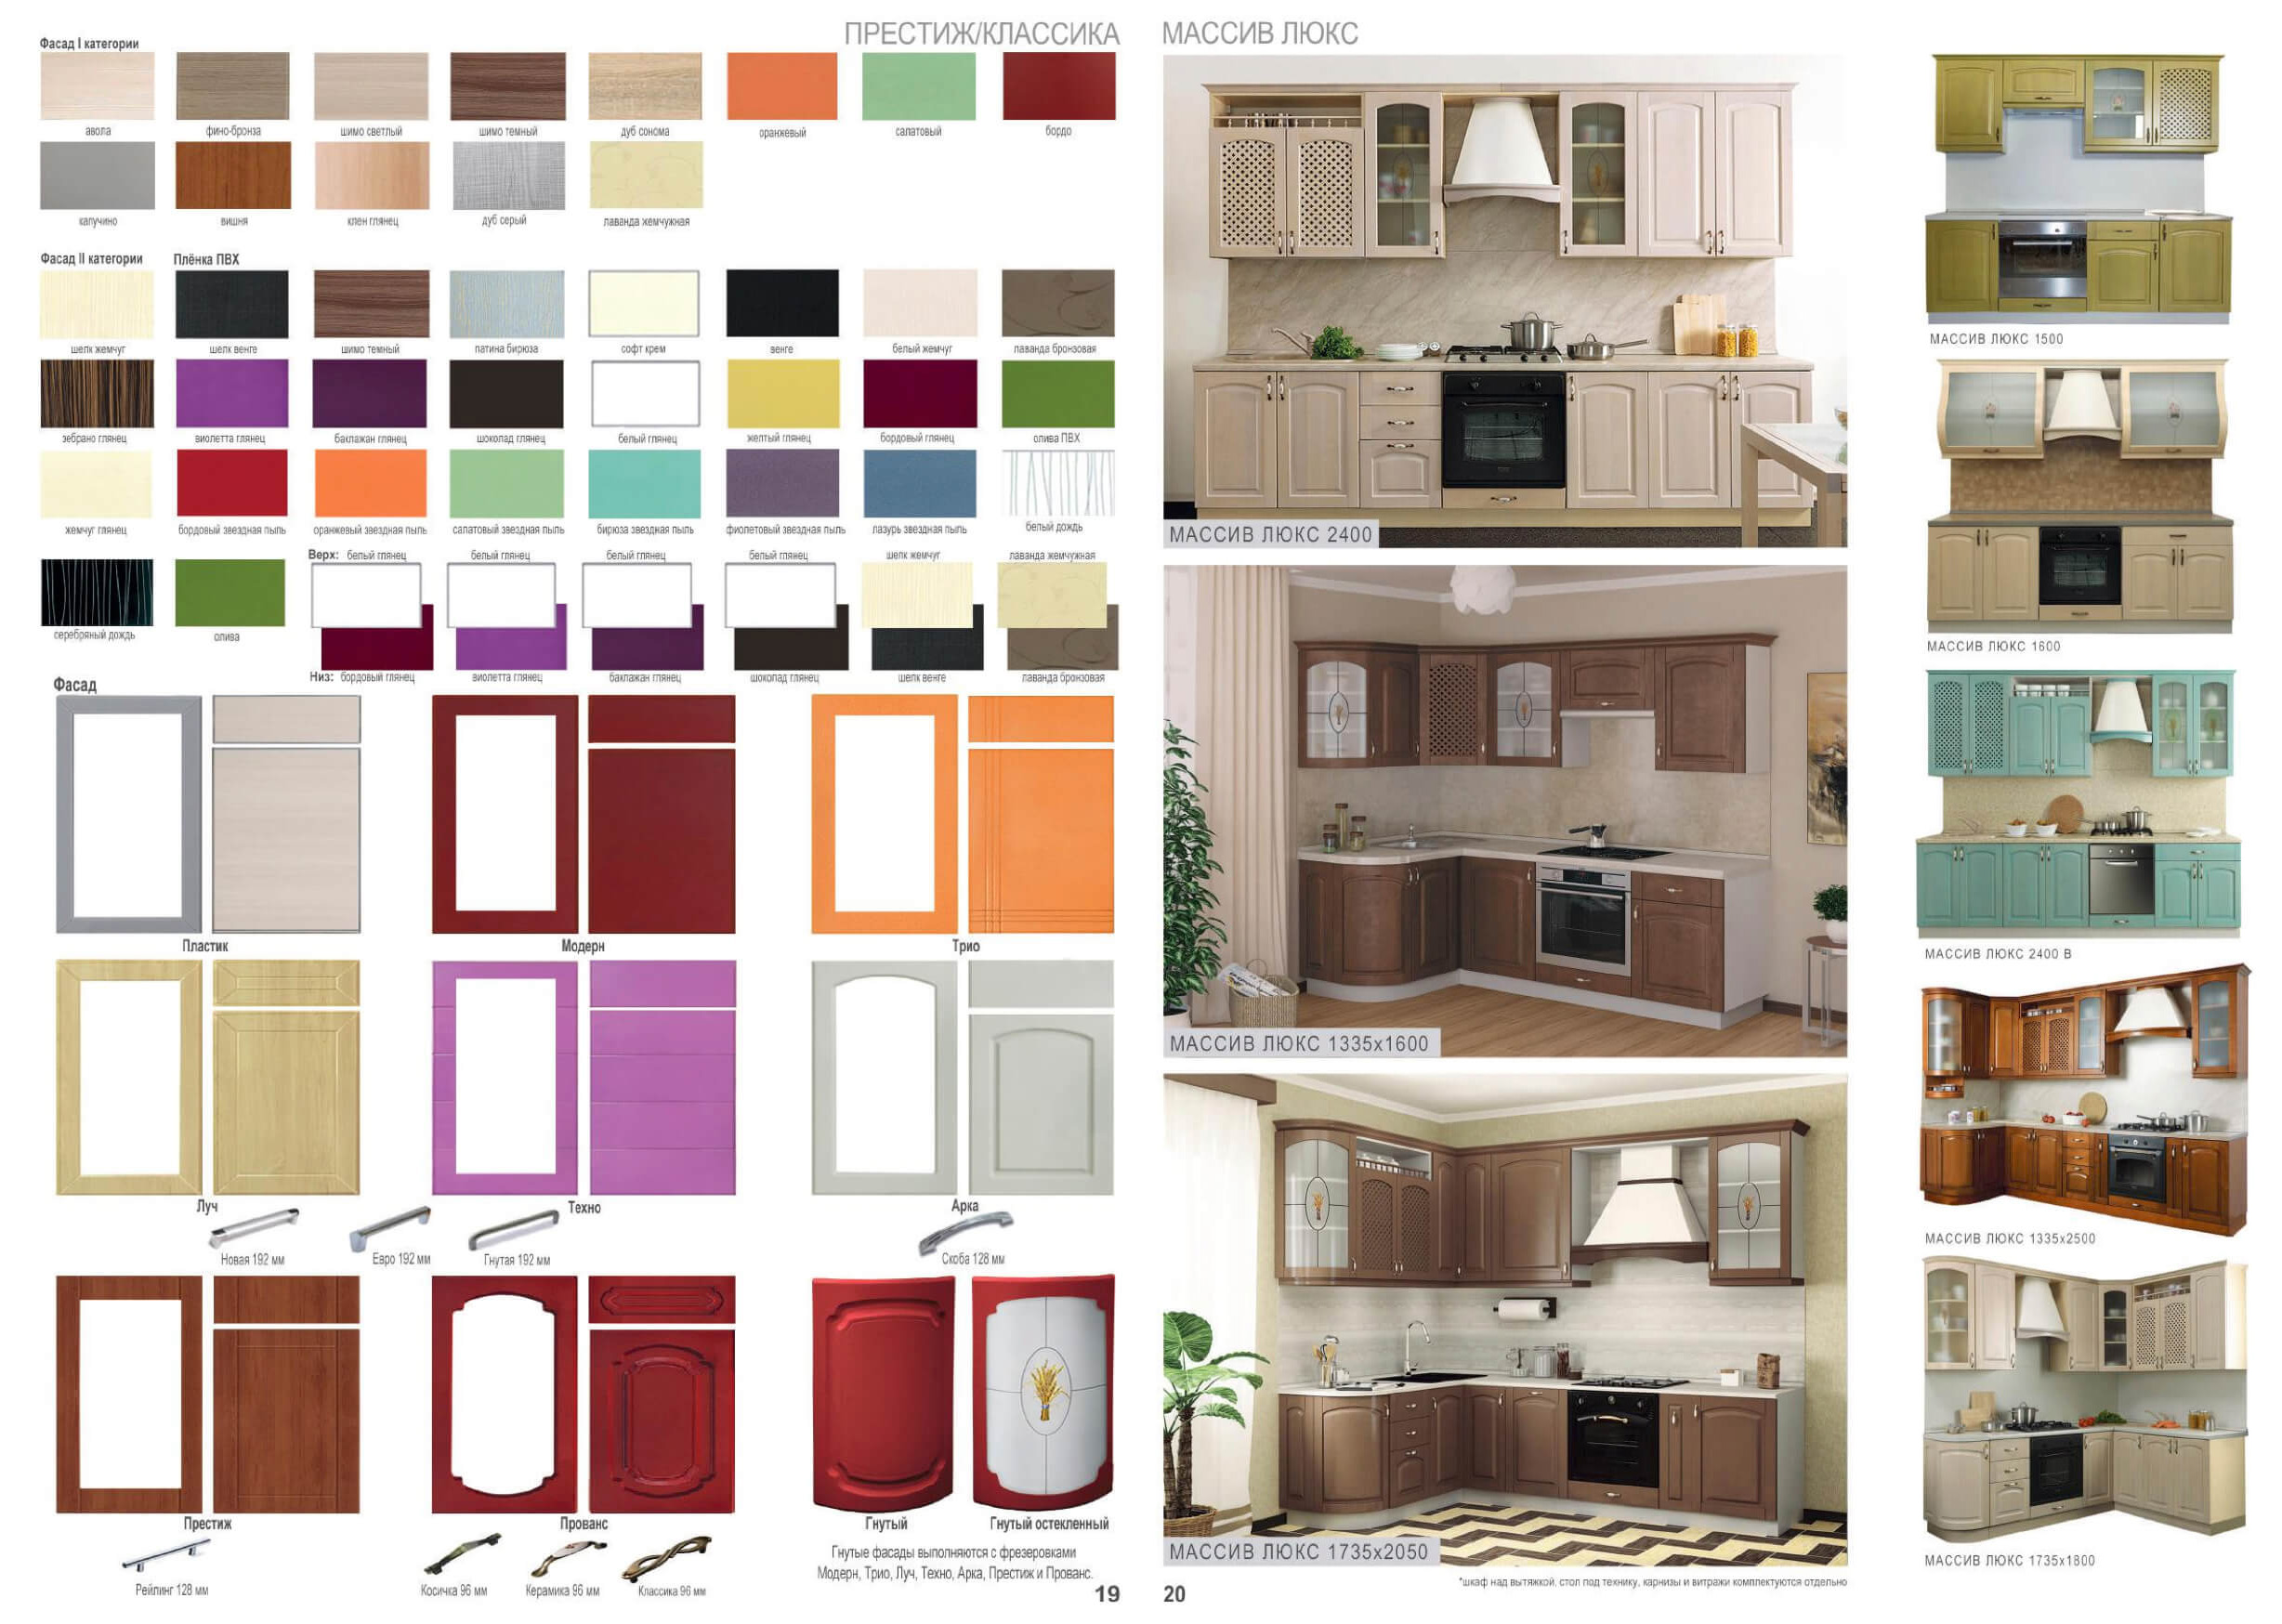 ПРЕСТИЖ/КЛАССИКА
Фасад I категории
авола
фино-бронза
шимо светлый
шимо темный
дуб сонома
оранжевый
салатовый
бордо
капучино
вишня
клен глянец
дуб серый
лаванда жемчужная
Фасад II категории
Плёнка ПВХ
шелк жемчуг
шелк венге
шимо темный
патина бирюза
софт крем
венге
белый жемчуг
лаванда бронзовая
зебрано глянец
виолетта глянец
баклажан глянец
шоколад глянец
белый глянец
желтый глянец
бордовый глянец
олива ПВХ
жемчуг глянец
бордовый звездная пыль
оранжевый звездная пыль
салатовый звездная пыль
бирюза звездная пыль
фиолетовый звездная пыль
лазурь звездная пыль
белый дождь
серебряный дождь
олива
Верх: белый глянец
белый глянец
белый глянец
белый глянец
шелк жемчуг
лаванда жемчужная
Низ: бордовый глянец
виолетта глянец
баклажан глянец
шоколад глянец
шелк венге
лаванда бронзовая
Фасад
Пластик
Модерн
Трио
Луч
Техно
Арка
Новая 192 мм
Евро 192 мм
Гнутая 192 мм
Скоба 128 мм
Престиж
Прованс
Гнутый
Гнутый остекленный
Рейлинг 128 мм
Косичка 96 мм
Керамика 96 мм
Классика 96 мм
Гнутые фасады выполняются с фрезеровками
Модерн, Трио, Луч, Техно, Арка, Престиж и Прованс.
19
МАССИВ ЛЮКС
МАССИВ ЛЮКС 2400
МАССИВ ЛЮКС 1335х1600
МАССИВ ЛЮКС 1735х2050
МАССИВ ЛЮКС 1500
МАССИВ ЛЮКС 1600
МАССИВ ЛЮКС 2400 В
МАССИВ ЛЮКС 1335х2500
МАССИВ ЛЮКС 1735х1800
*шкаф над вытяжкой, стол под технику, карнизы и витражи комплектуются отдельно
20